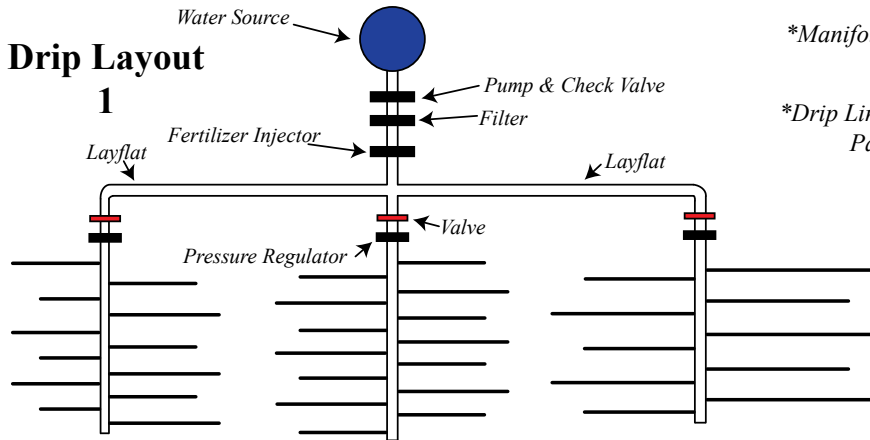 Water Source
Drip Layout
1
Pump & Check Valve
Filter
Fertilizer Injector
Layflat
Layflat
Valve
Pressure Regulator